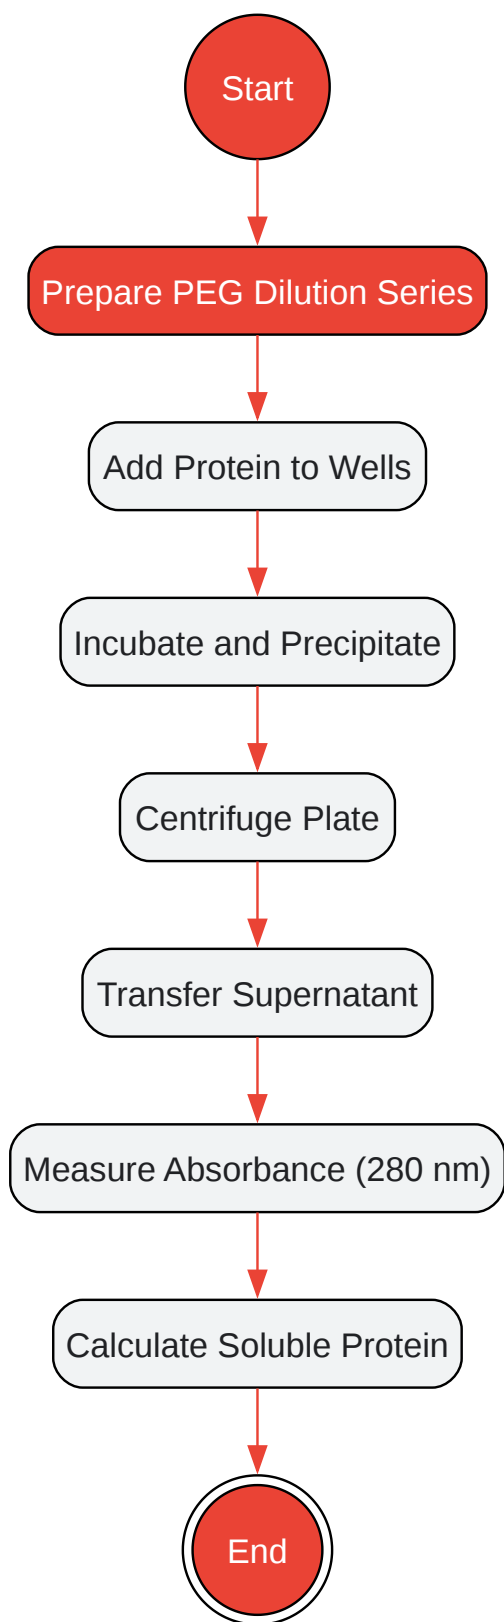 Start
Prepare PEG Dilution Series
Add Protein to Wells
Incubate and Precipitate
Centrifuge Plate
Transfer Supernatant
Measure Absorbance (280 nm)
Calculate Soluble Protein
End